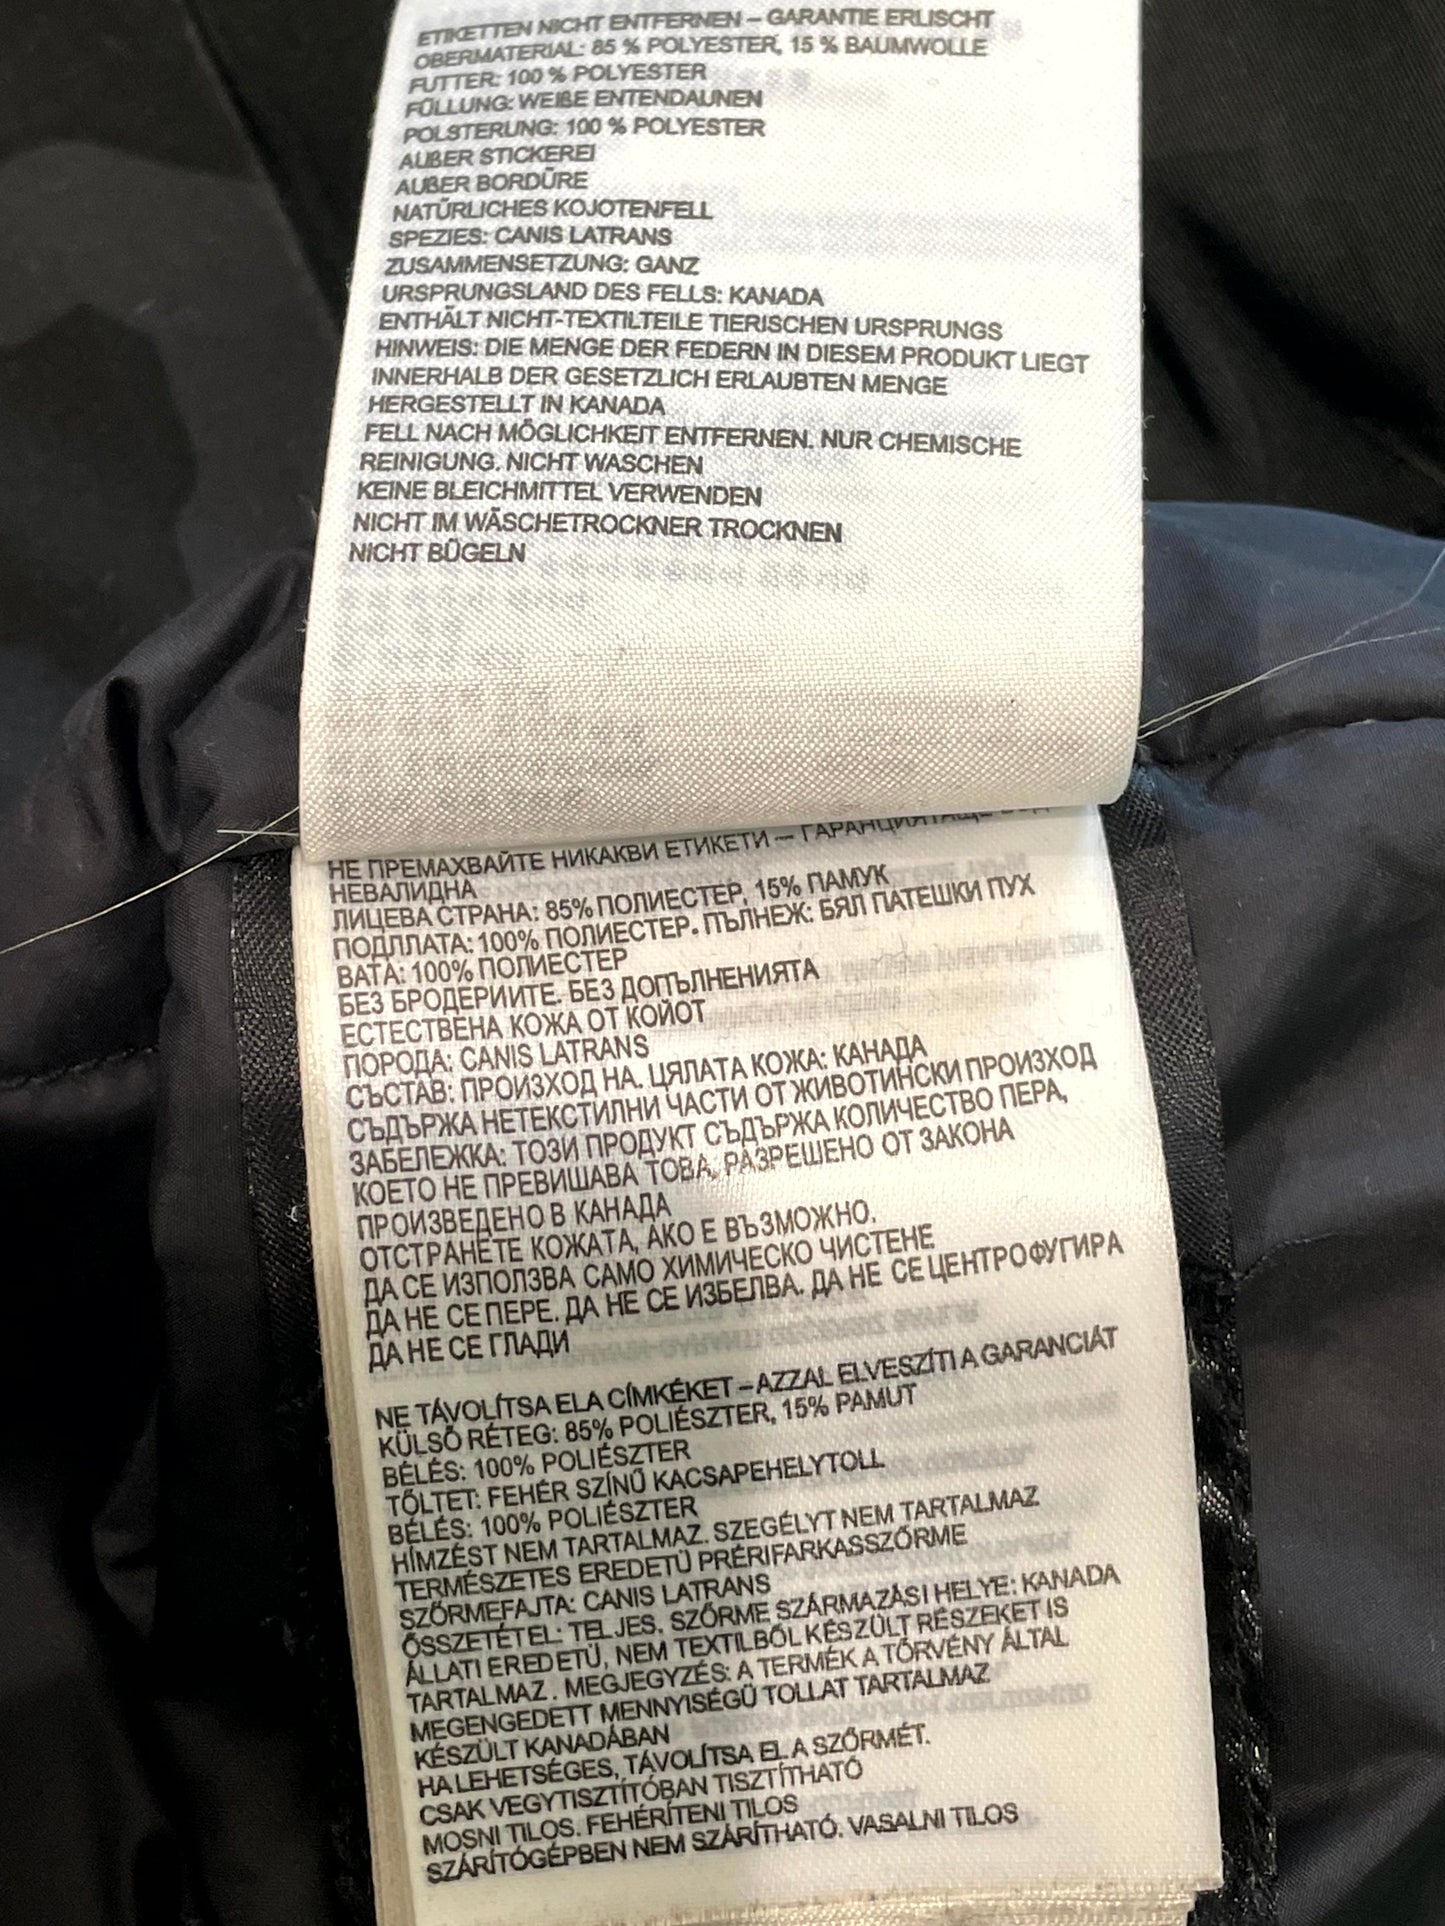 ETIKETTEN NICHT ENTFERNEN – GARANTIE ERLISCHT
OBERMATERIAL: 85 % POLYESTER, 15 % BAUMWOLLE
FUTTER: 100 % POLYESTER
FÜLLUNG: WEIßE ENTENDAUNEN
POLSTERUNG: 100 % POLYESTER
AUßER STICKEREI
AUßER BORDÜRE
NATÜRLICHES KOJOTENFELL
SPEZIES: CANIS LATRANS
ZUSAMMENSETZUNG: GANZ
URSPRUNGSLAND DES FELLS: KANADA
ENTHÄLT NICHT-TEXTILTEILE TIERISCHEN URSPRUNGS
HINWEIS: DIE MENGE DER FEDERN IN DIESEM PRODUKT LIEGT
INNERHALB DER GESETZLICH ERLAUBTEN MENGE
HERGESTELLT IN KANADA
FELL NACH MÖGLICHKEIT ENTFERNEN. NUR CHEMISCHE
REINIGUNG. NICHT WASCHEN
KEINE BLEICHMITTEL VERWENDEN
NICHT IM WÄSCHETROCKNER TROCKNEN
NICHT BÜGELN
НЕ ПРЕМАХВАЙТЕ НИКАКВИ ЕТИКЕТИ –
НЕВАЛИДНА
ЛИЦЕВА СТРАНА: 85% ПОЛИЕСТЕР, 15% ПАМУК
ПОДПЛАТА: 100% ПОЛИЕСТЕР. ПЪЛНЕЖ: БЯЛ ПАТЕШКИ ПУХ
ВАТА: 100% ПОЛИЕСТЕР
БЕЗ БРОДЕРИИТЕ. БЕЗ ДОПЪЛНЕНИЯТА
ЕСТЕСТВЕНА КОЖА ОТ КОЙОТ
ПОРОДА: CANIS LATRANS
СЪСТАВ: ПРОИЗХОД НА. ЦЯЛАТА КОЖА: КАНАДА
СЪДЪРЖА НЕТЕКСТИЛНИ ЧАСТИ ОТ ЖИВОТИНСКИ ПРОИЗХОД
ЗАБЕЛЕЖКА: ТОЗИ ПРОДУКТ СЪДЪРЖА КОЛИЧЕСТВО ПЕРА,
КОЕТО НЕ ПРЕВИШАВА ТОВА, РАЗРЕШЕНО ОТ ЗАКОНА
ПРОИЗВЕДЕНО В КАНАДА
ОТСТРАНЕТЕ КОЖАТА, АКО Е ВЪЗМОЖНО.
ДА СЕ ИЗПОЛЗВА САМО ХИМИЧЕСКО ЧИСТЕНЕ
ДА НЕ СЕ ПЕРЕ. ДА НЕ СЕ ИЗБЕЛВА. ДА НЕ СЕ ЦЕНТРОФУГИРА
ДА НЕ СЕ ГЛАДИ
NE TÁVOLÍTSA EL A CÍMKÉKET – AZZAL ELVESZÍTI A GARANCIÁT
KÜLSŐ RÉTEG: 85% POLIÉSZTER, 15% PAMUT
BÉLÉS: 100% POLIÉSZTER
TÖLTET: FEHÉR SZÍNŰ KACSAPEHELYTOLL
BÉLÉS: 100% POLIÉSZTER
HÍMZÉST NEM TARTALMAZ. SZEGÉLYT NEM TARTALMAZ
TERMÉSZETES EREDETŰ PRÉRIFARKASSZŐRME
SZŐRMEFAJTA: CANIS LATRANS
ÖSSZETÉTEL: TELJES. SZŐRME SZÁRMAZÁSI HELYE: KANADA
ÁLLATI EREDETŰ, NEM TEXTILBŐL KÉSZÜLT RÉSZEKET IS
TARTALMAZ. MEGJEGYZÉS: A TERMÉK A TÖRVÉNY ÁLTAL
MEGENGEDETT MENNYISÉGŰ TOLLAT TARTALMAZ
KÉSZÜLT KANADÁBAN
HA LEHETSÉGES, TÁVOLÍTSA EL A SZŐRMÉT.
CSAK VEGYTISZTÍTÓBAN TISZTÍTHATÓ
MOSNI TILOS. FEHÉRÍTENI TILOS
SZÁRÍTÓGÉPBEN NEM SZÁRÍTHATÓ. VASALNI TILOS